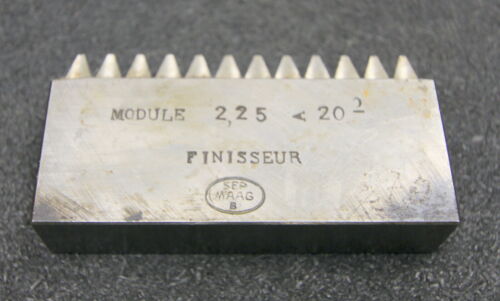 MODULE 2,25 < 20°
FINISSEUR
SEP
MAAG
B